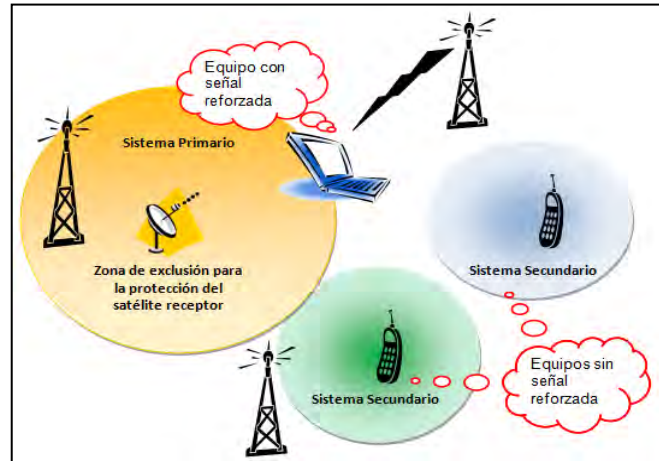 Equipo con
señal
reforzada
Sistema Primario
Zona de exclusión para
la protección del
satélite receptor
Sistema Secundario
Sistema Secundario
Equipos sin
señal
reforzada